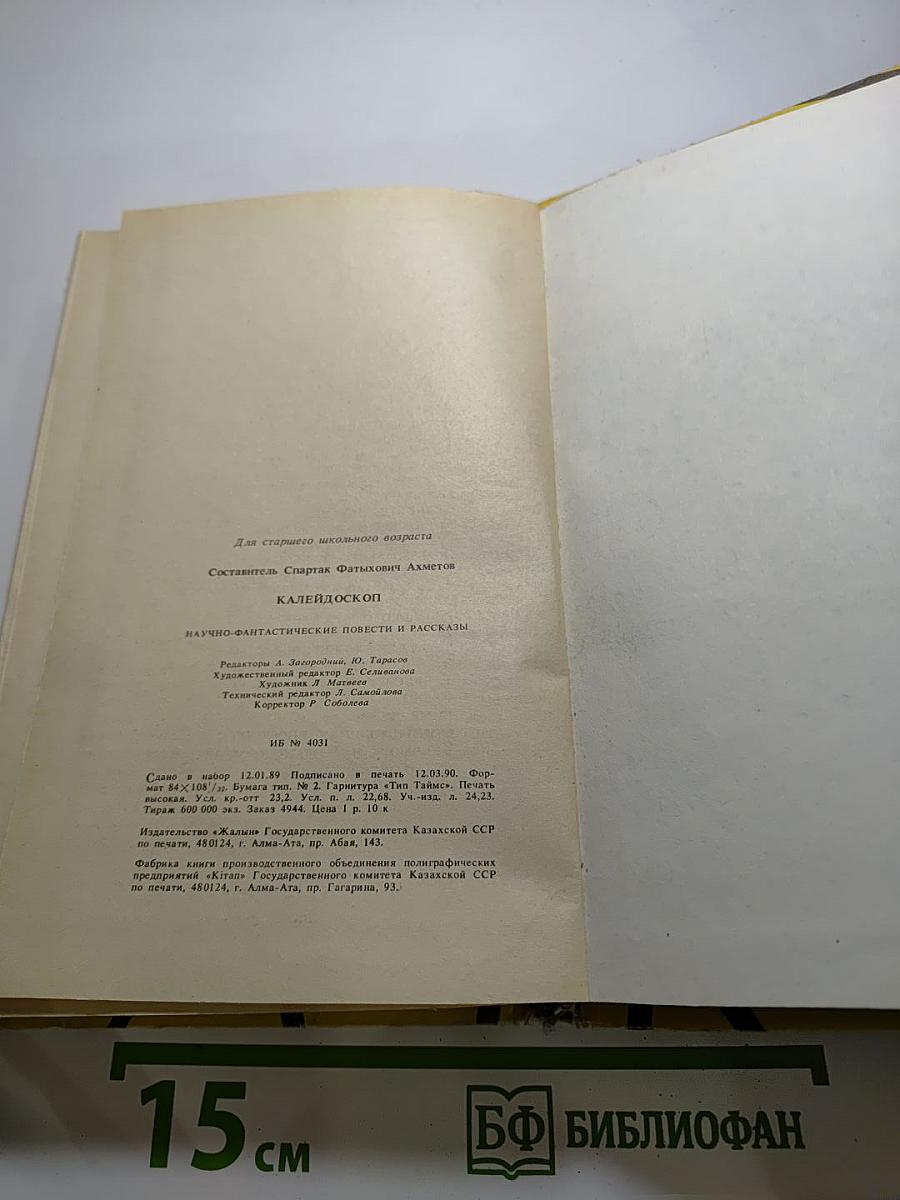 Для старшего школьного возраста
Составитель Спартак Фатыхович Ахметов
КАЛЕЙДОСКОП
НАУЧНО-ФАНТАСТИЧЕСКИЕ ПОВЕСТИ И РАССКАЗЫ
Редакторы А. Загородний, Ю. Тарасов
Художественный редактор Е. Селиванова
Художник Л Матвеев
Технический редактор Л. Самойлова
Корректор Р Соболева
ИБ № 4031
Сдано в набор 12.01.89 Подписано в печать 12.03.90. Фор-
мат 84×108¹/₃₂. Бумага тип. № 2. Гарнитура «Тип Таймс». Печать
высокая. Усл. кр.-отт 23,2. Усл. п. л. 22,68. Уч.-изд. л. 24,23.
Тираж 600 000 экз. Заказ 4944. Цена 1 р. 10 к
Издательство «Жалын» Государственного комитета Казахской ССР
по печати, 480124, г. Алма-Ата, пр. Абая, 143.
Фабрика книги производственного объединения полиграфических
предприятий «Кітап» Государственного комитета Казахской ССР
по печати, 480124, г. Алма-Ата, пр. Гагарина, 93.
15 см
БФ БИБЛИОФАН